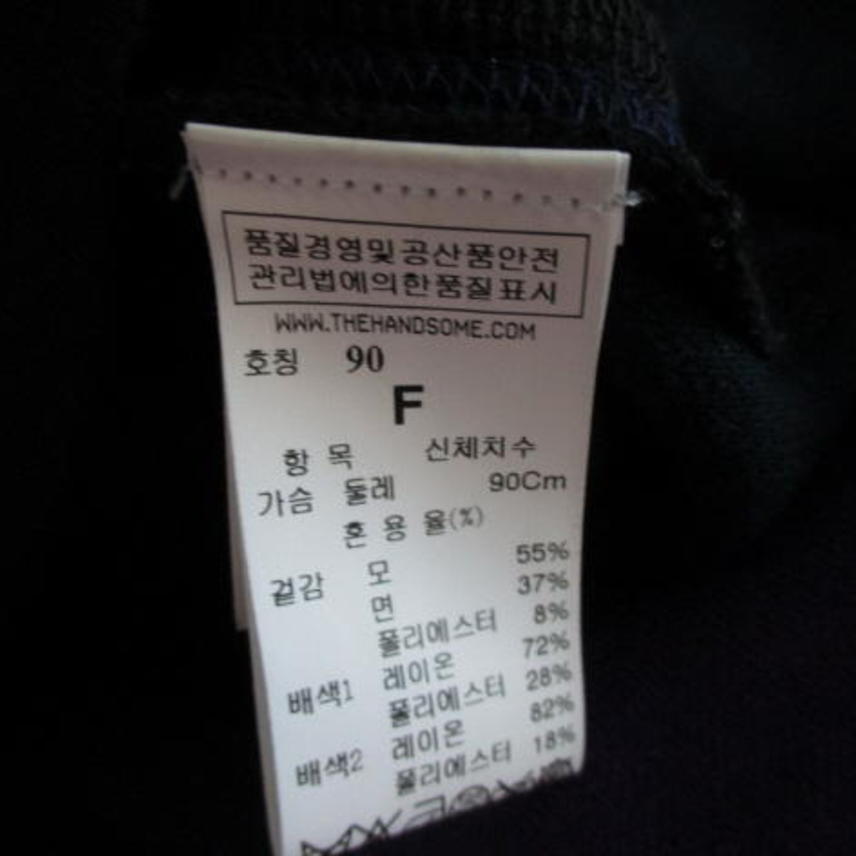 품질경영및공산품안전
관리법에의한품질표시
WWW.THEHANDSOME.COM
호칭 90
F
항 목 신체치수
가슴 둘레 90Cm
혼 용 율(%)
겉감 모 55%
면 37%
폴리에스터 8%
배색1 레이온 72%
폴리에스터 28%
배색2 레이온 82%
폴리에스터 18%